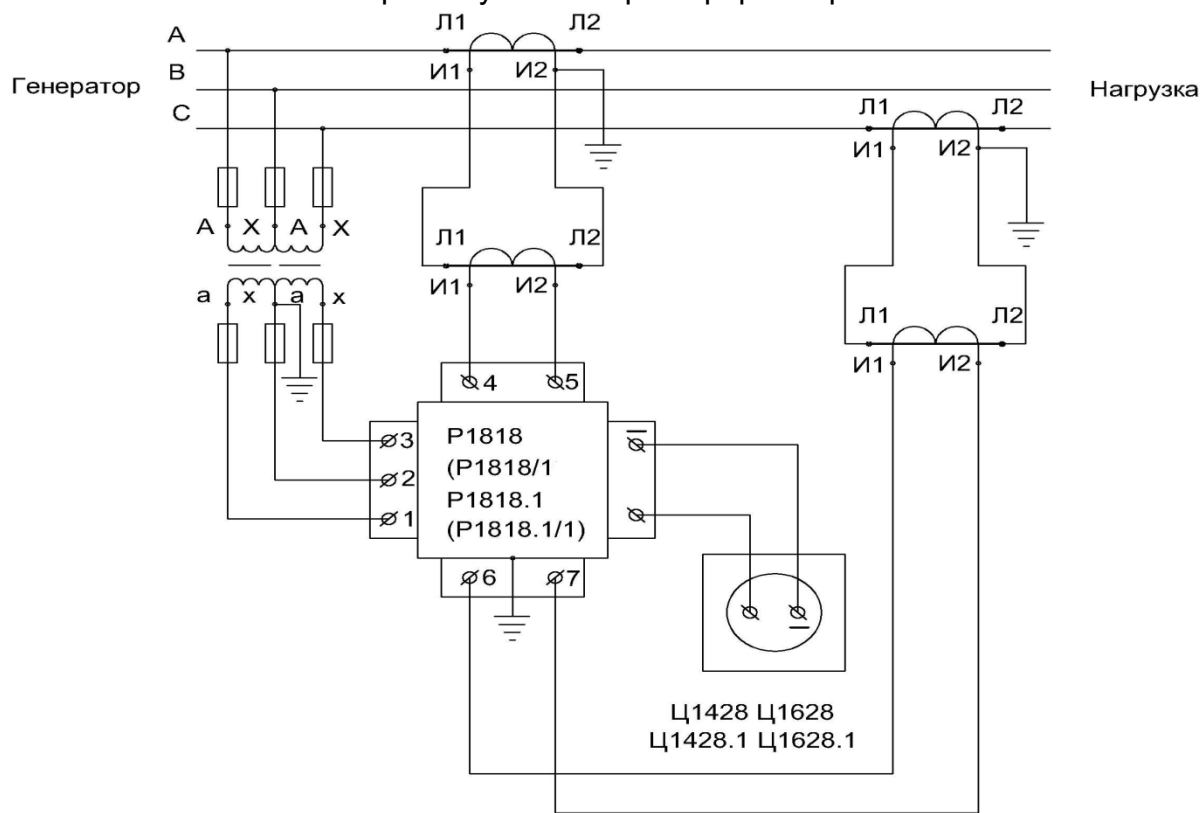 А
Л1 Л2
И1 И2
В
Генератор
Нагрузка
С
Л1 Л2
И1 И2
А Х А Х
Л1 Л2
И1 И2
а х а х
Л1 Л2
И1 И2
4 5
3
2
1
Р1818
(Р1818/1
Р1818.1
(Р1818.1/1)
6 7
Ц1428 Ц1628
Ц1428.1 Ц1628.1